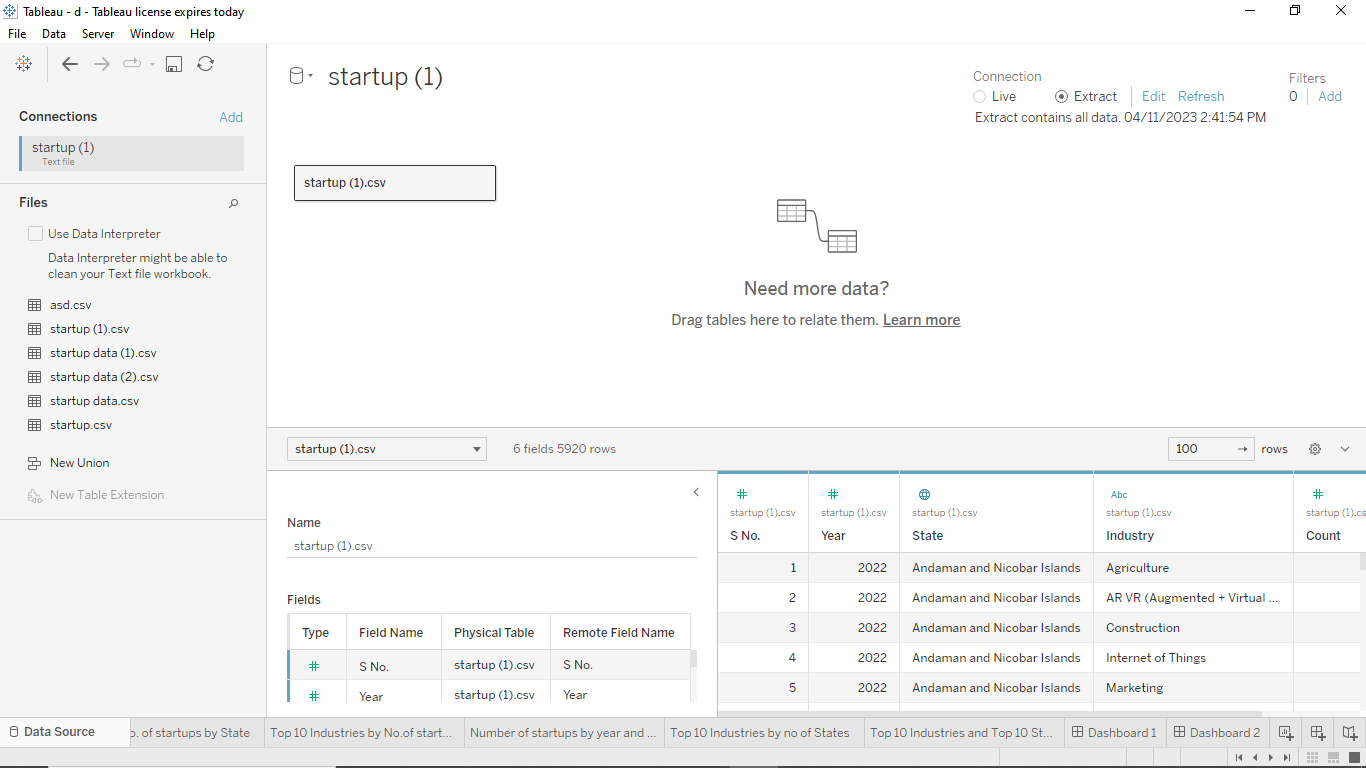 Tableau - d - Tableau license expires today
File Data Server Window Help
Connections Add
startup (1)
Text file
Files
Use Data Interpreter
Data Interpreter might be able to
clean your Text file workbook.
asd.csv
startup (1).csv
startup data (1).csv
startup data (2).csv
startup data.csv
startup.csv
New Union
New Table Extension
startup (1)
Connection
Live Extract Edit Refresh
Extract contains all data. 04/11/2023 2:41:54 PM
Filters
0 Add
startup (1).csv
Need more data?
Drag tables here to relate them. Learn more
startup (1).csv 6 fields 5920 rows 100 rows
Name
startup (1).csv
Fields
Type Field Name Physical Table Remote Field Name
S No. startup (1).csv S No.
Year startup (1).csv Year
Abc
startup (1).csv startup (1).csv startup (1).csv startup (1).csv startup (1).cs
S No. Year State Industry Count
1 2022 Andaman and Nicobar Islands Agriculture
2 2022 Andaman and Nicobar Islands AR VR (Augmented + Virtual ...
3 2022 Andaman and Nicobar Islands Construction
4 2022 Andaman and Nicobar Islands Internet of Things
5 2022 Andaman and Nicobar Islands Marketing
Data Source o. of startups by State Top 10 Industries by No.of start... Number of startups by year and ... Top 10 Industries by no of States Top 10 Industries and Top 10 St... Dashboard 1 Dashboard 2